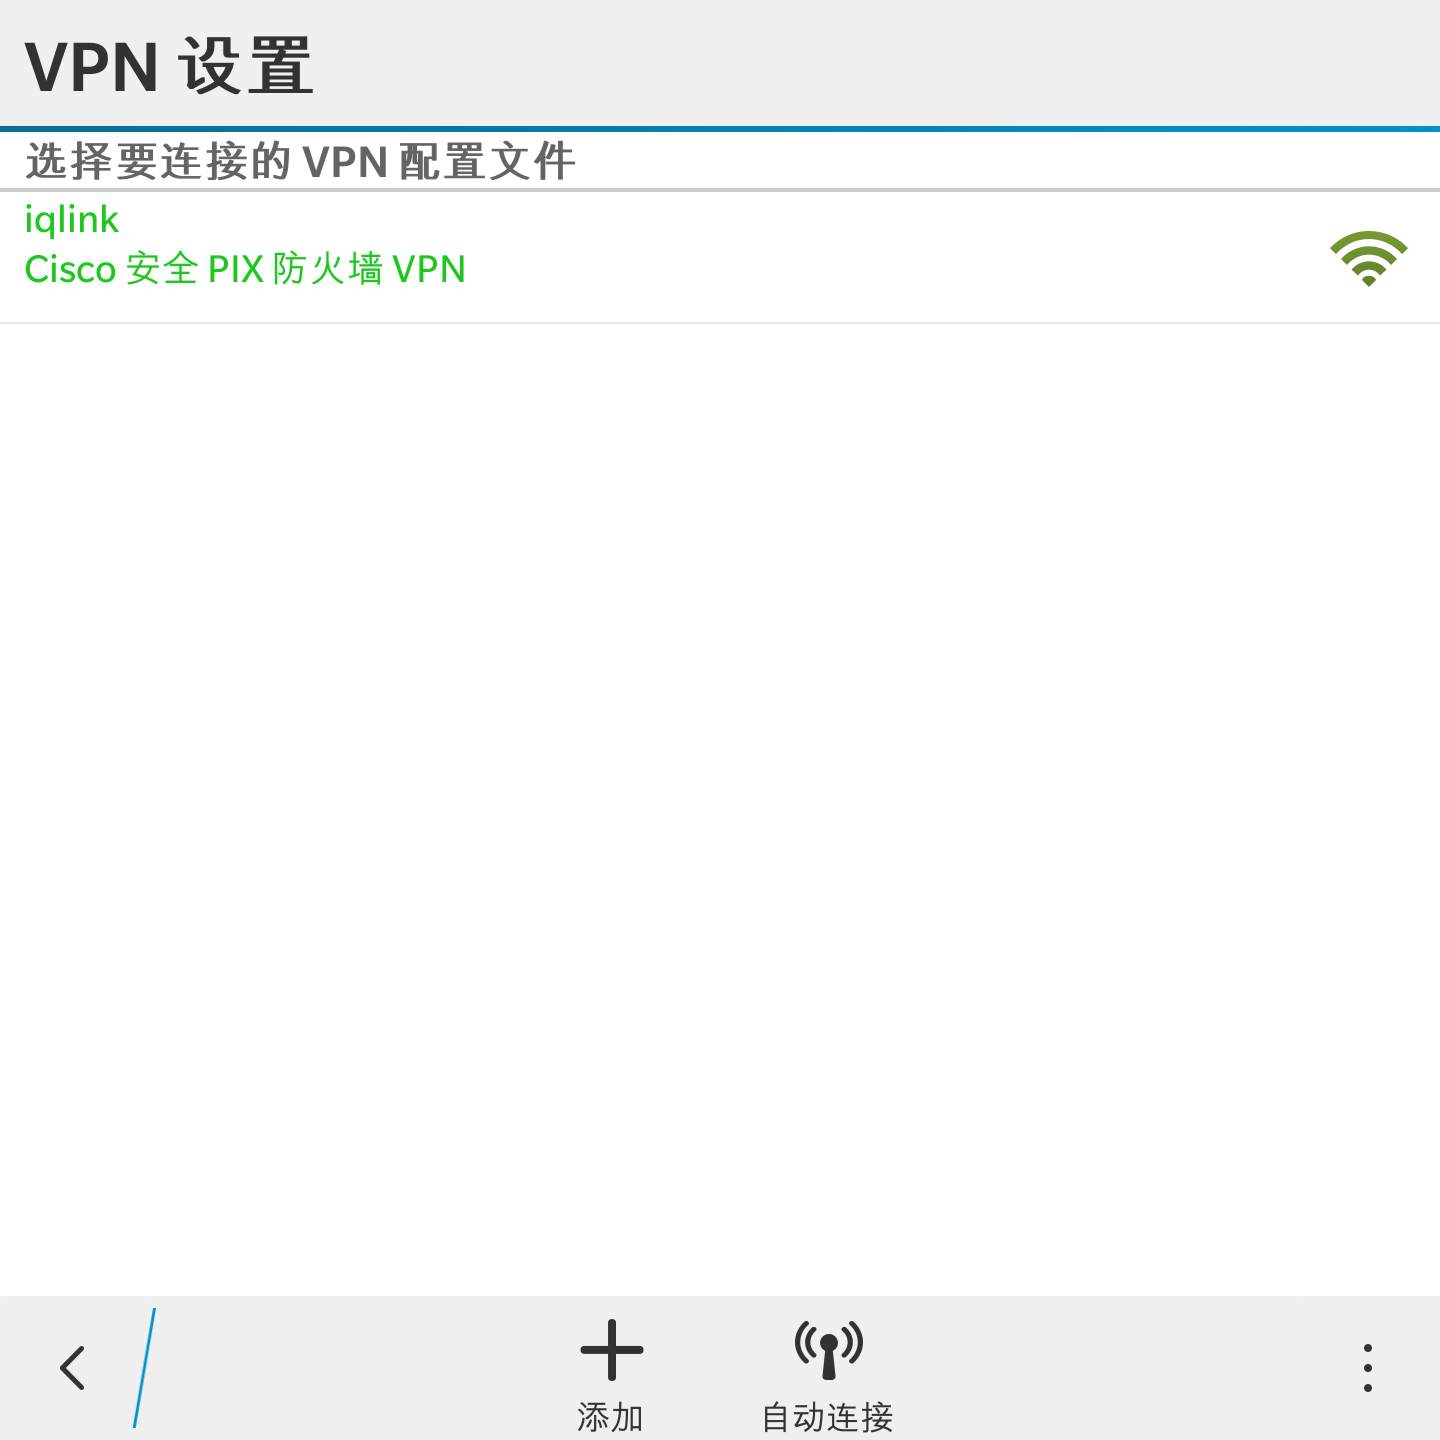 VPN 设置
选择要连接的 VPN 配置文件
iqlink
Cisco 安全 PIX 防火墙 VPN
添加
自动连接